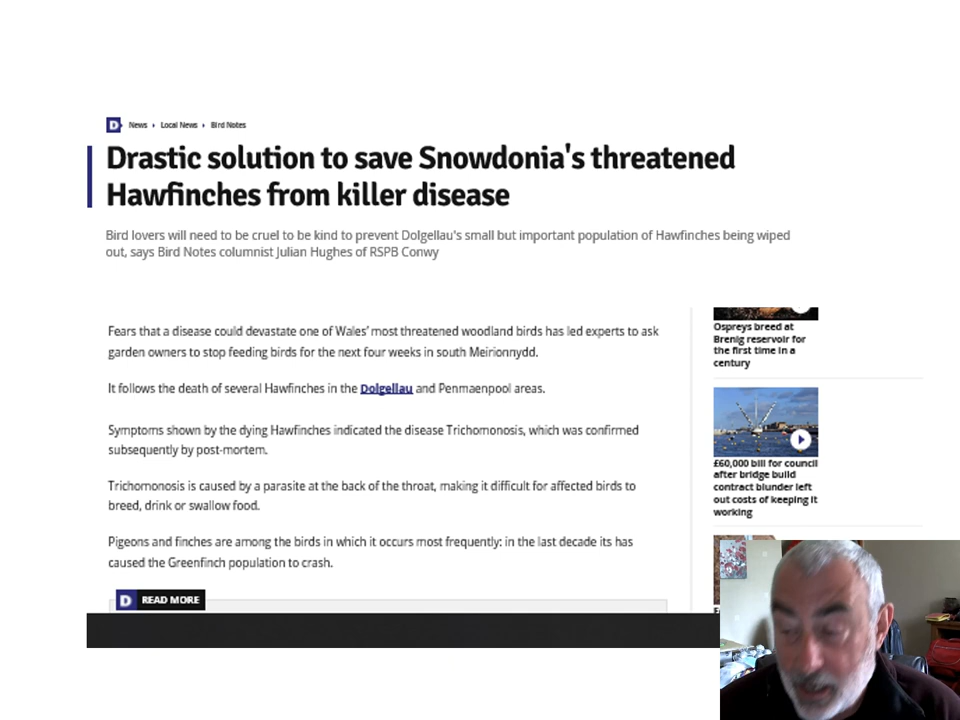 D News Local News Bird Notes
Drastic solution to save Snowdonia's threatened
Hawfinches from killer disease
Bird lovers will need to be cruel to be kind to prevent Dolgellau's small but important population of Hawfinches being wiped
out, says Bird Notes columnist Julian Hughes of RSPB Conwy
Fears that a disease could devastate one of Wales' most threatened woodland birds has led experts to ask
garden owners to stop feeding birds for the next four weeks in south Meirionnydd.
It follows the death of several Hawfinches in the Dolgellau and Penmaenpool areas.
Symptoms shown by the dying Hawfinches indicated the disease Trichomonosis, which was confirmed
subsequently by post-mortem.
Trichomonosis is caused by a parasite at the back of the throat, making it difficult for affected birds to
breed, drink or swallow food.
Pigeons and finches are among the birds in which it occurs most frequently: in the last decade its has
caused the Greenfinch population to crash.
D READ MORE
Ospreys breed at
Brenig reservoir for
the first time in a
century
£60,000 bill for council
after bridge build
contract blunder left
out costs of keeping it
working